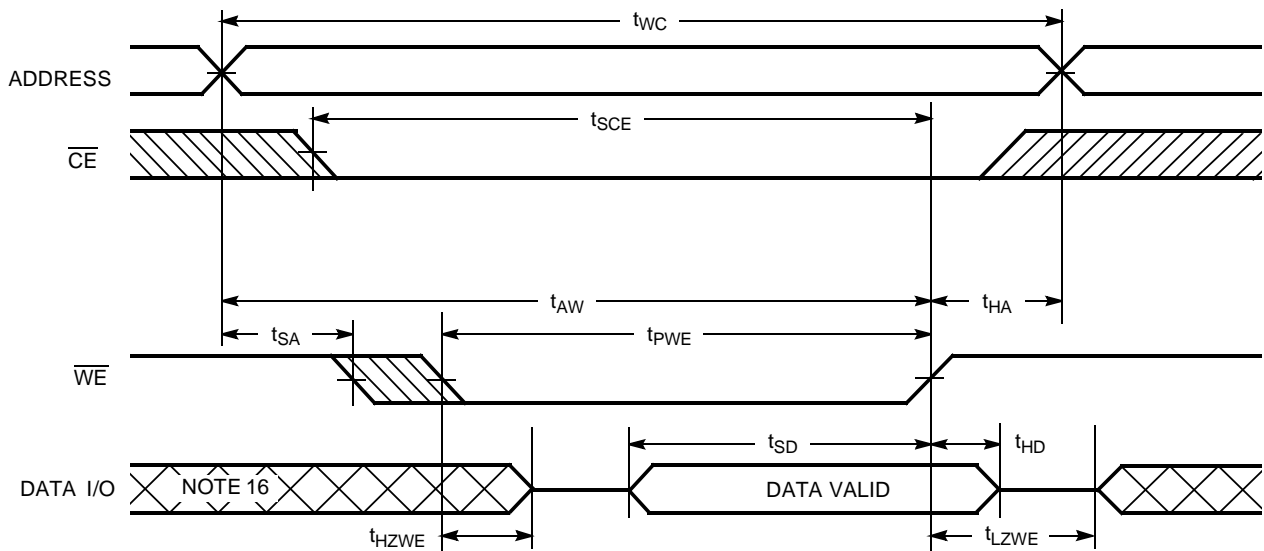 tWC
ADDRESS
tSCE
CE
tAW
tHA
tSA
tPWE
WE
tSD
tHD
DATA I/O
NOTE 16
DATA VALID
tHZWE
tLZWE